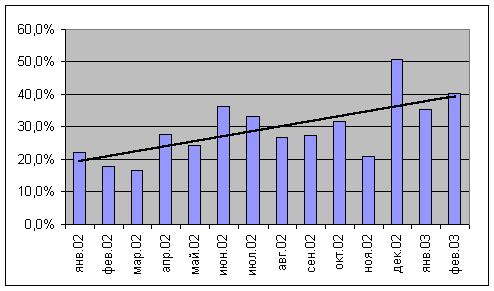 60,0%
50,0%
40,0%
30,0%
20,0%
10,0%
0,0%
янв.02
фев.02
мар.02
апр.02
май.02
июн.02
июл.02
авг.02
сен.02
окт.02
ноя.02
дек.02
янв.03
фев.03